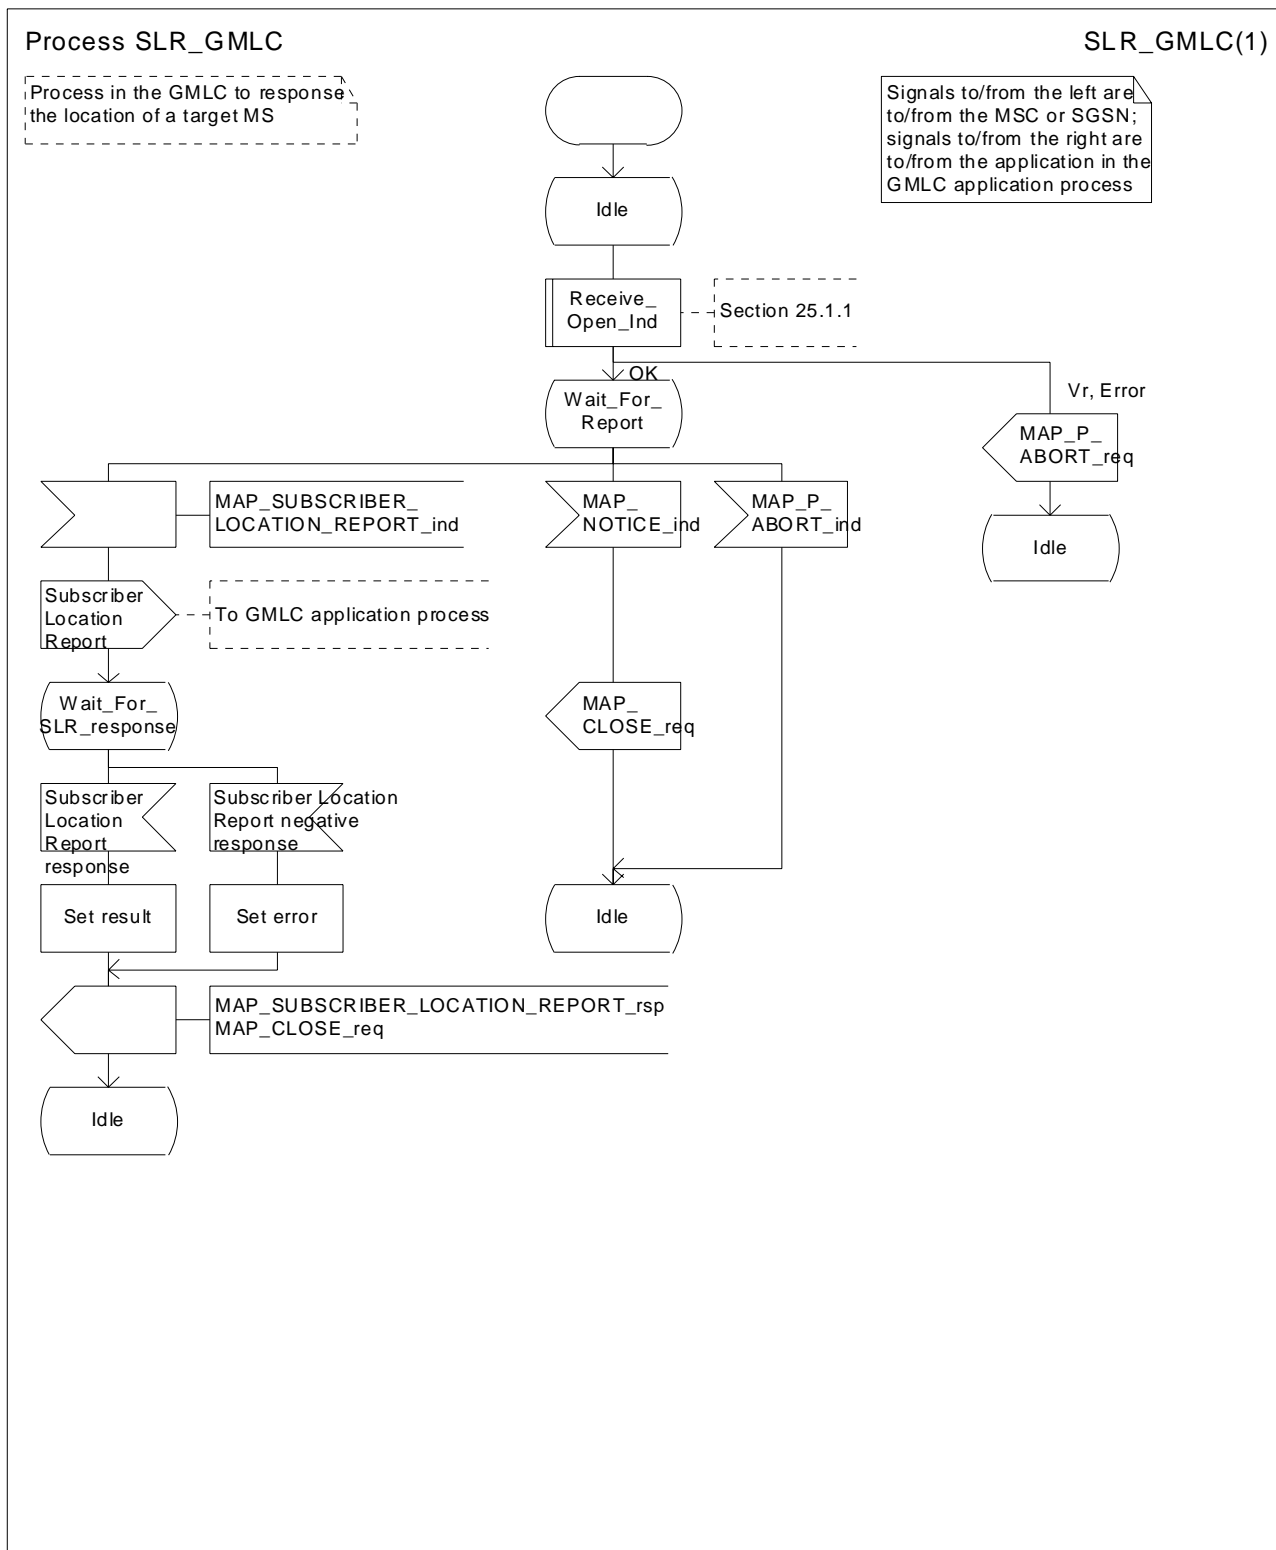 Process SLR_GMLC
SLR_GMLC(1)
Process in the GMLC to response
the location of a target MS
Signals to/from the left are
to/from the MSC or SGSN;
signals to/from the right are
to/from the application in the
GMLC application process
Idle
Receive_
Open_Ind
Section 25.1.1
OK
Vr, Error
Wait_For_
Report
MAP_P_
ABORT_req
Idle
MAP_SUBSCRIBER_
LOCATION_REPORT_ind
MAP_
NOTICE_ind
MAP_P_
ABORT_ind
Subscriber
Location
Report
To GMLC application process
Wait_For_
SLR_response
MAP_
CLOSE_req
Subscriber
Location
Report
response
Subscriber Location
Report negative
response
Set result
Set error
Idle
MAP_SUBSCRIBER_LOCATION_REPORT_rsp
MAP_CLOSE_req
Idle